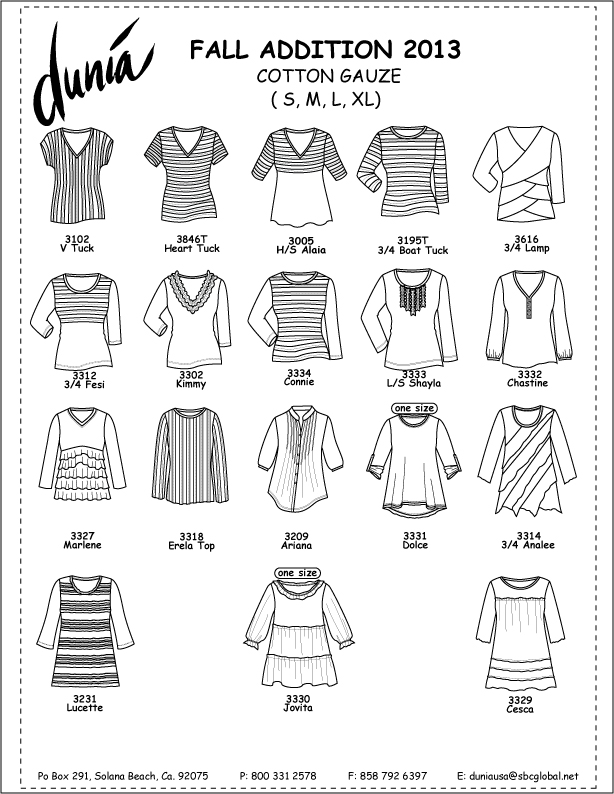 dunía
FALL ADDITION 2013
COTTON GAUZE
( S, M, L, XL)
3102
V Tuck
3846T
Heart Tuck
3005
H/S Alaia
3195T
3/4 Boat Tuck
3616
3/4 Lamp
3312
3/4 Fesi
3302
Kimmy
3334
Connie
3333
L/S Shayla
3332
Chastine
3327
Marlene
3318
Erela Top
3209
Ariana
one size
3331
Dolce
3314
3/4 Analee
3231
Lucette
one size
3330
Jovita
3329
Cesca
Po Box 291, Solana Beach, Ca. 92075 P: 800 331 2578 F: 858 792 6397 E: duniausa@sbcglobal.net